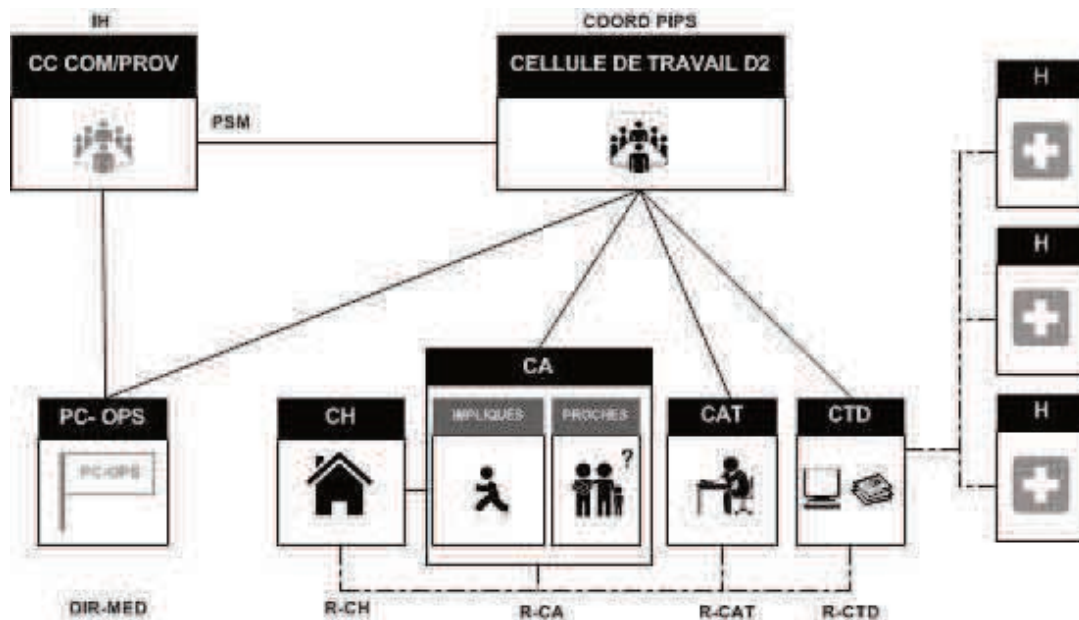 IH
COORD PIPS
CC COM/PROV
CELLULE DE TRAVAIL D2
H
PSM
H
CA
H
PC- OPS
CH
IMPLIQUÉS
PROCHES
CAT
CTD
PC-OPS
?
DIR-MED
R-CH
R-CA
R-CAT
R-CTD